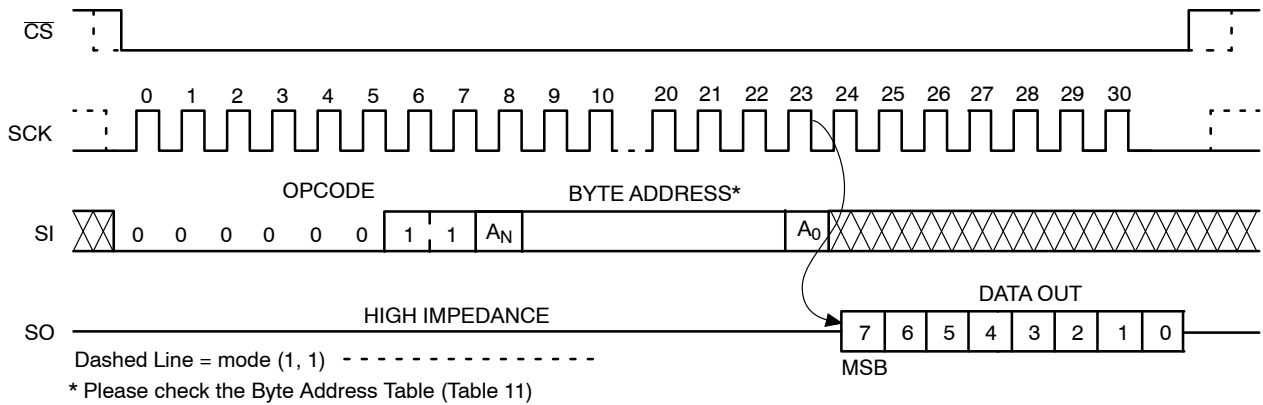 CS
0 1 2 3 4 5 6 7 8 9 10 20 21 22 23 24 25 26 27 28 29 30
SCK
OPCODE BYTE ADDRESS*
SI 0 0 0 0 0 0 1 1 AN A0
DATA OUT
HIGH IMPEDANCE
SO 7 6 5 4 3 2 1 0
Dashed Line = mode (1, 1)
MSB
* Please check the Byte Address Table (Table 11)